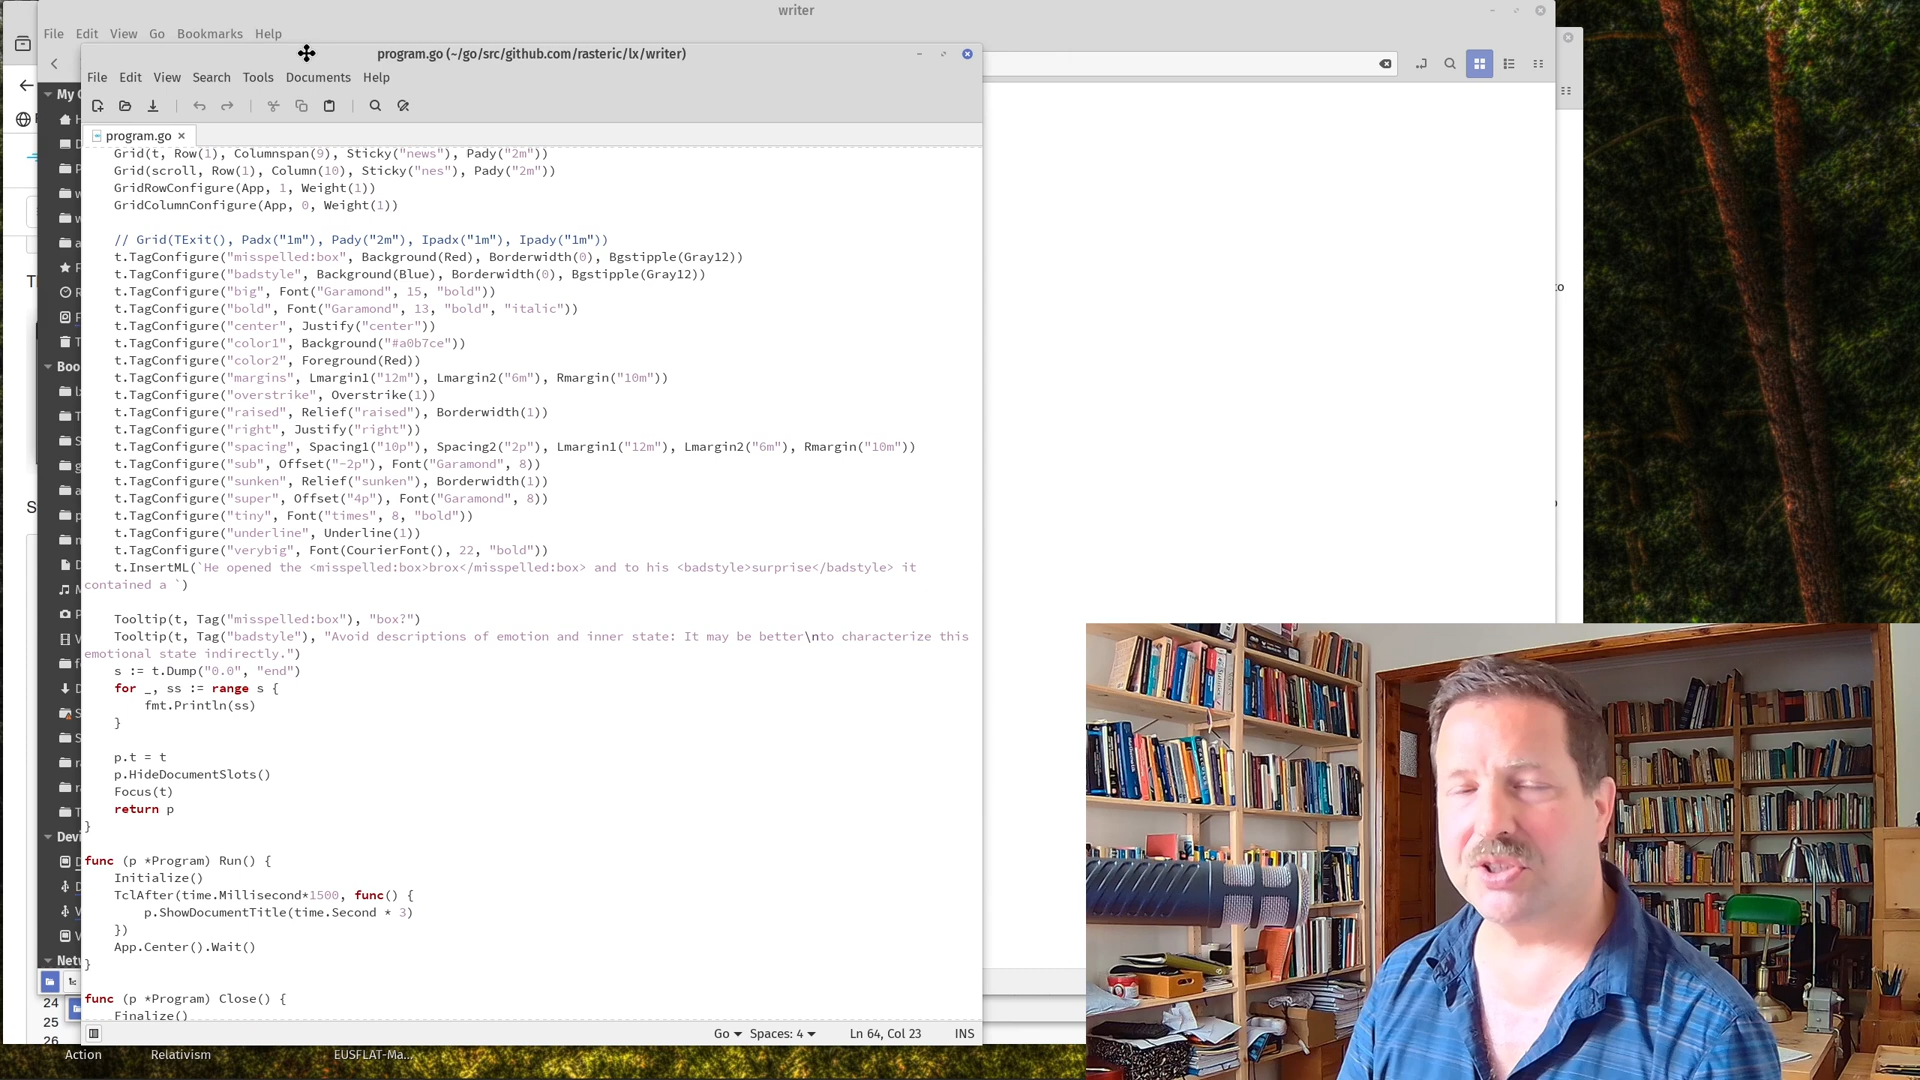 writer
File Edit View Go Bookmarks Help
program.go (~/go/src/github.com/rasteric/lx/writer)
File Edit View Search Tools Documents Help
program.go
Grid(t, Row(1), Columnspan(9), Sticky("news"), Pady("2m"))
Grid(scroll, Row(1), Column(10), Sticky("nes"), Pady("2m"))
GridRowConfigure(App, 1, Weight(1))
GridColumnConfigure(App, 0, Weight(1))
// Grid(TExit(), Padx("1m"), Pady("2m"), Ipadx("1m"), Ipady("1m"))
t.TagConfigure("misspelled:box", Background(Red), Borderwidth(0), Bgstipple(Gray12))
t.TagConfigure("badstyle", Background(Blue), Borderwidth(0), Bgstipple(Gray12))
t.TagConfigure("big", Font("Garamond", 15, "bold"))
t.TagConfigure("bold", Font("Garamond", 13, "bold", "italic"))
t.TagConfigure("center", Justify("center"))
t.TagConfigure("color1", Background("#a0b7ce"))
t.TagConfigure("color2", Foreground(Red))
t.TagConfigure("margins", Lmargin1("12m"), Lmargin2("6m"), Rmargin("10m"))
t.TagConfigure("overstrike", Overstrike(1))
t.TagConfigure("raised", Relief("raised"), Borderwidth(1))
t.TagConfigure("right", Justify("right"))
t.TagConfigure("spacing", Spacing1("10p"), Spacing2("2p"), Lmargin1("12m"), Lmargin2("6m"), Rmargin("10m"))
t.TagConfigure("sub", Offset("-2p"), Font("Garamond", 8))
t.TagConfigure("sunken", Relief("sunken"), Borderwidth(1))
t.TagConfigure("super", Offset("4p"), Font("Garamond", 8))
t.TagConfigure("tiny", Font("times", 8, "bold"))
t.TagConfigure("underline", Underline(1))
t.TagConfigure("verybig", Font(CourierFont(), 22, "bold"))
t.InsertML(`He opened the <misspelled:box>brox</misspelled:box> and to his <badstyle>surprise</badstyle> it
contained a `)
Tooltip(t, Tag("misspelled:box"), "box?")
Tooltip(t, Tag("badstyle"), "Avoid descriptions of emotion and inner state: It may be better\nto characterize this
emotional state indirectly.")
s := t.Dump("0.0", "end")
for _, ss := range s {
fmt.Println(ss)
}
p.t = t
p.HideDocumentSlots()
Focus(t)
return p
}
func (p *Program) Run() {
Initialize()
TclAfter(time.Millisecond*1500, func() {
p.ShowDocumentTitle(time.Second * 3)
})
App.Center().Wait()
}
func (p *Program) Close() {
Finalize()
Go Spaces: 4 Ln 64, Col 23 INS
24
25
26
Action Relativism EUSFLAT-Ma...